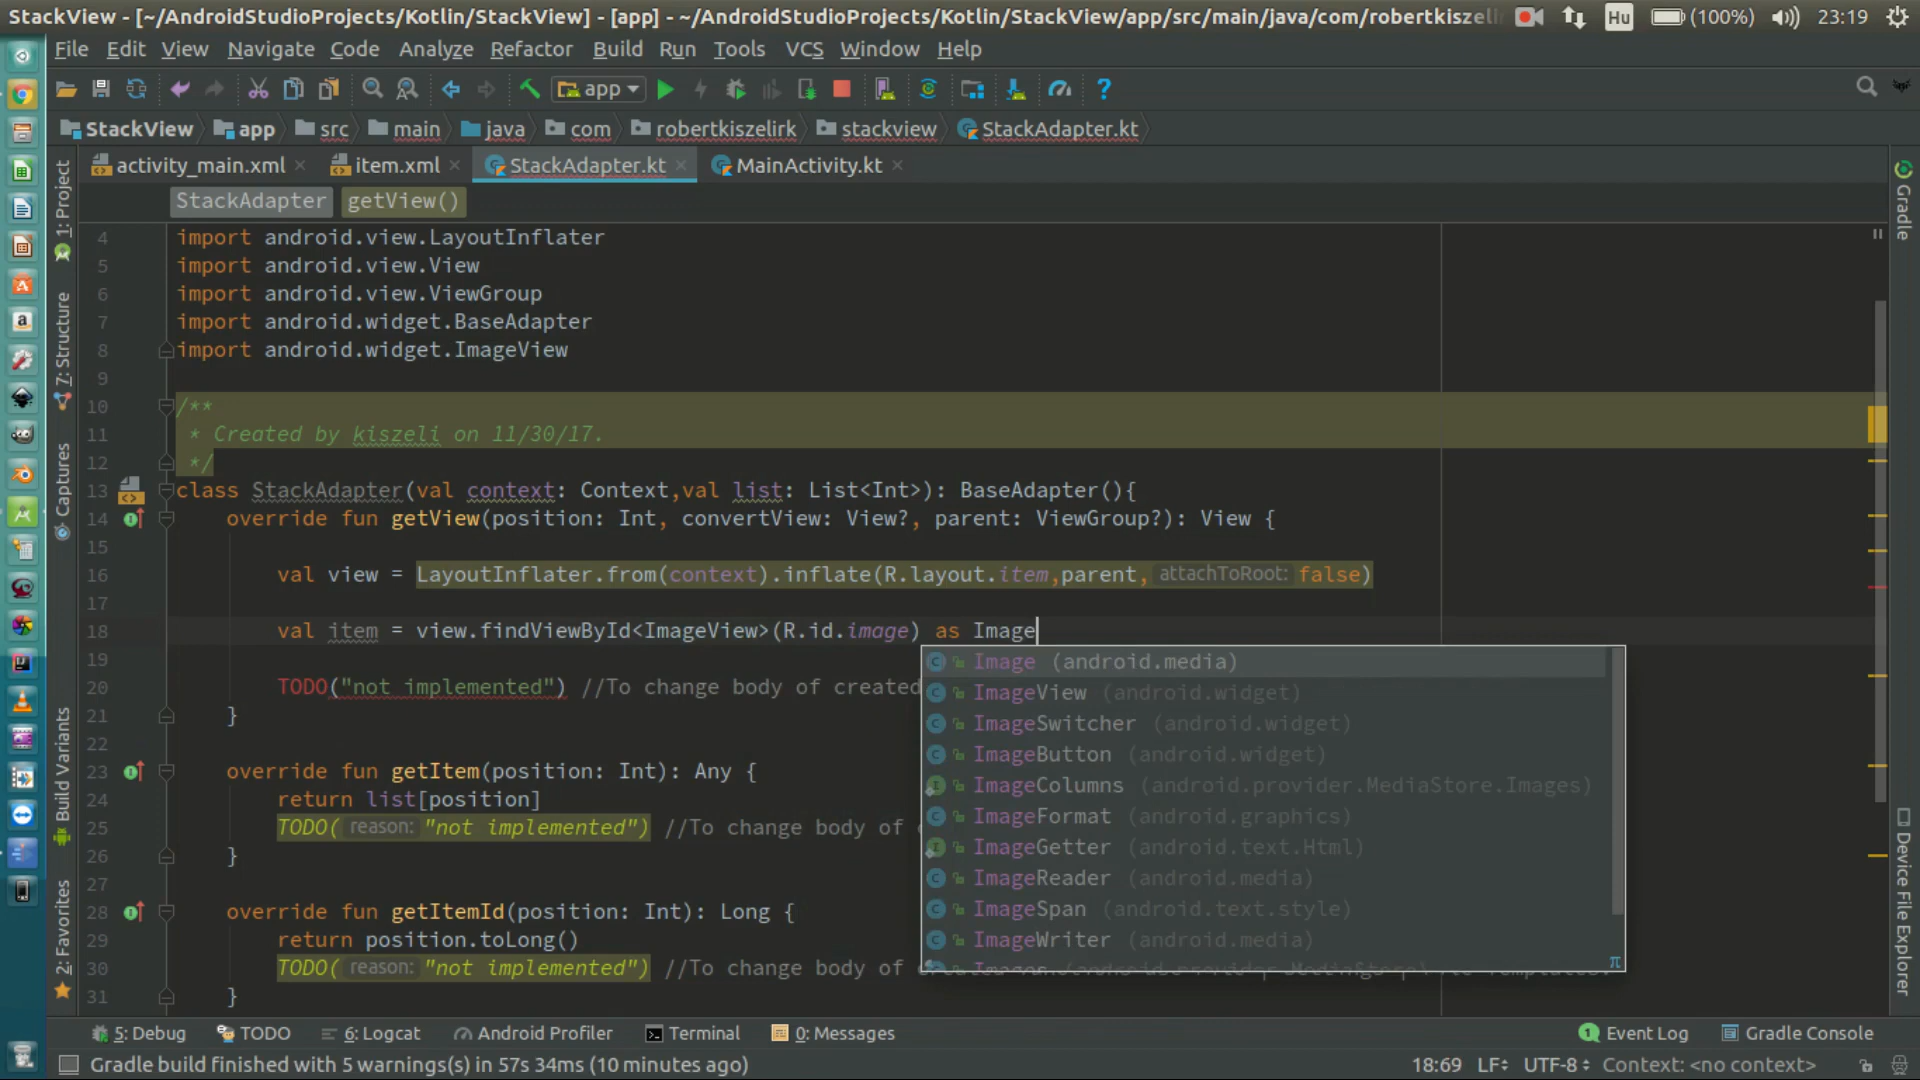 StackView - [~/AndroidStudioProjects/Kotlin/StackView] - [app] - ~/AndroidStudioProjects/Kotlin/StackView/app/src/main/java/com/robertkiszelir
Hu (100%) 23:19
File Edit View Navigate Code Analyze Refactor Build Run Tools VCS Window Help
app
StackView app src main java com robertkiszelirk stackview StackAdapter.kt
activity_main.xml item.xml StackAdapter.kt MainActivity.kt
StackAdapter getView()
1: Project
7: Structure
Captures
Build Variants
2: Favorites
Gradle
Device File Explorer
4 import android.view.LayoutInflater
5 import android.view.View
6 import android.view.ViewGroup
7 import android.widget.BaseAdapter
8 import android.widget.ImageView
9
10 /**
11 * Created by kiszeli on 11/30/17.
12 */
13 class StackAdapter(val context: Context,val list: List<Int>): BaseAdapter(){
14 override fun getView(position: Int, convertView: View?, parent: ViewGroup?): View {
15
16 val view = LayoutInflater.from(context).inflate(R.layout.item,parent, attachToRoot: false)
17
18 val item = view.findViewById<ImageView>(R.id.image) as Image
19
20 TODO("not implemented") //To change body of created
21 }
22
23 override fun getItem(position: Int): Any {
24 return list[position]
25 TODO( reason: "not implemented") //To change body of
26 }
27
28 override fun getItemId(position: Int): Long {
29 return position.toLong()
30 TODO( reason: "not implemented") //To change body of
31 }
Image (android.media)
ImageView (android.widget)
ImageSwitcher (android.widget)
ImageButton (android.widget)
ImageColumns (android.provider.MediaStore.Images)
ImageFormat (android.graphics)
ImageGetter (android.text.Html)
ImageReader (android.media)
ImageSpan (android.text.style)
ImageWriter (android.media)
π
5: Debug TODO 6: Logcat Android Profiler Terminal 0: Messages 1 Event Log Gradle Console
Gradle build finished with 5 warnings(s) in 57s 34ms (10 minutes ago) 18:69 LF UTF-8 Context: <no context>